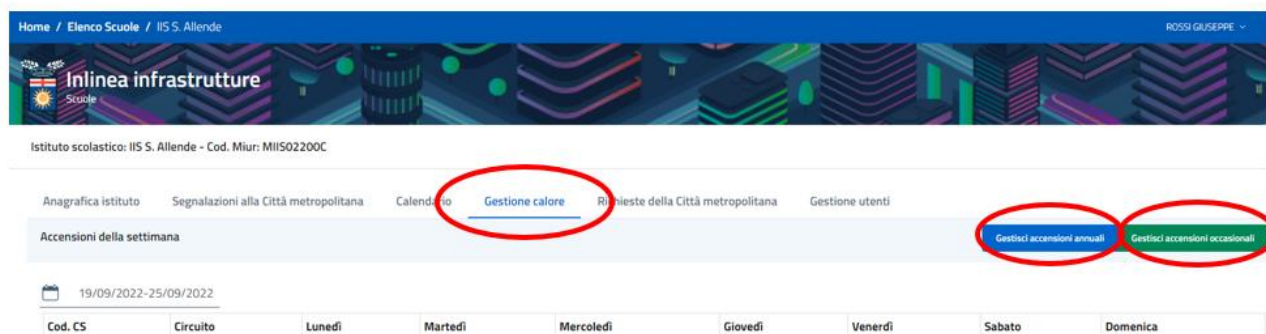 Home / Elenco Scuole / IIS S. Allende
ROSSI GIUSEPPE
Inlinea infrastrutture
Scuole
Istituto scolastico: IIS S. Allende - Cod. Miur: MIIS02200C
Anagrafica istituto Segnalazioni alla Città metropolitana Calendario Gestione calore Richieste della Città metropolitana Gestione utenti
Accensioni della settimana
Gestisci accensioni annuali Gestisci accensioni occasionali
19/09/2022-25/09/2022
Cod. CS Circuito Lunedì Martedì Mercoledì Giovedì Venerdì Sabato Domenica